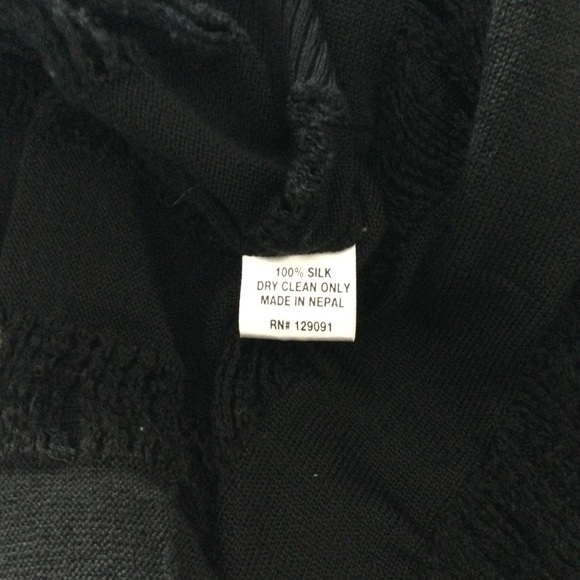 100% SILK
DRY CLEAN ONLY
MADE IN NEPAL
RN# 129091